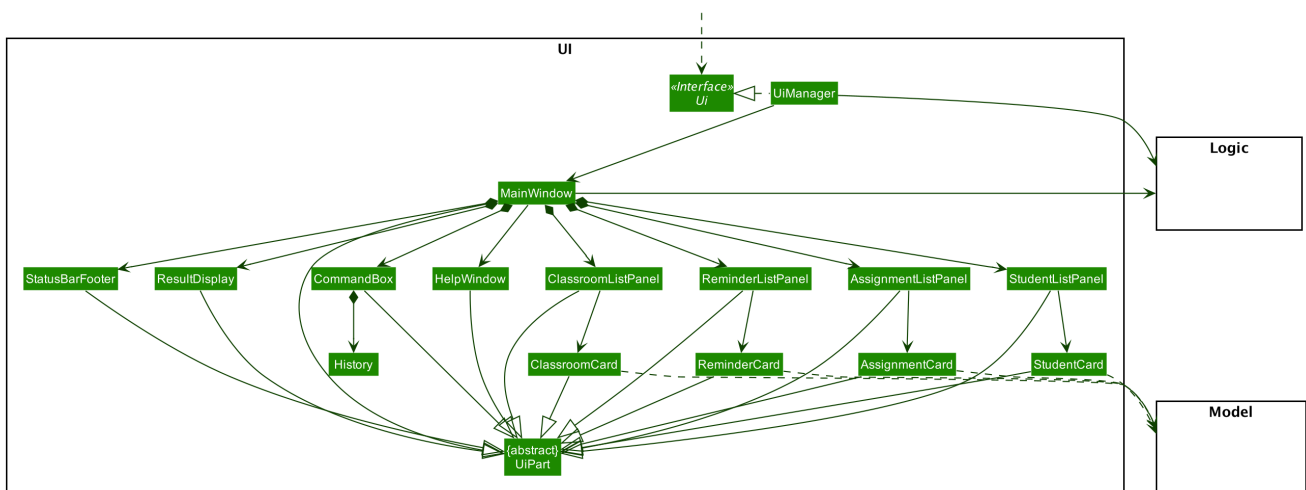 UI
«Interface»
Ui
UiManager
Logic
MainWindow
StatusBarFooter
ResultDisplay
CommandBox
HelpWindow
ClassroomListPanel
ReminderListPanel
AssignmentListPanel
StudentListPanel
History
ClassroomCard
ReminderCard
AssignmentCard
StudentCard
Model
{abstract}
UiPart